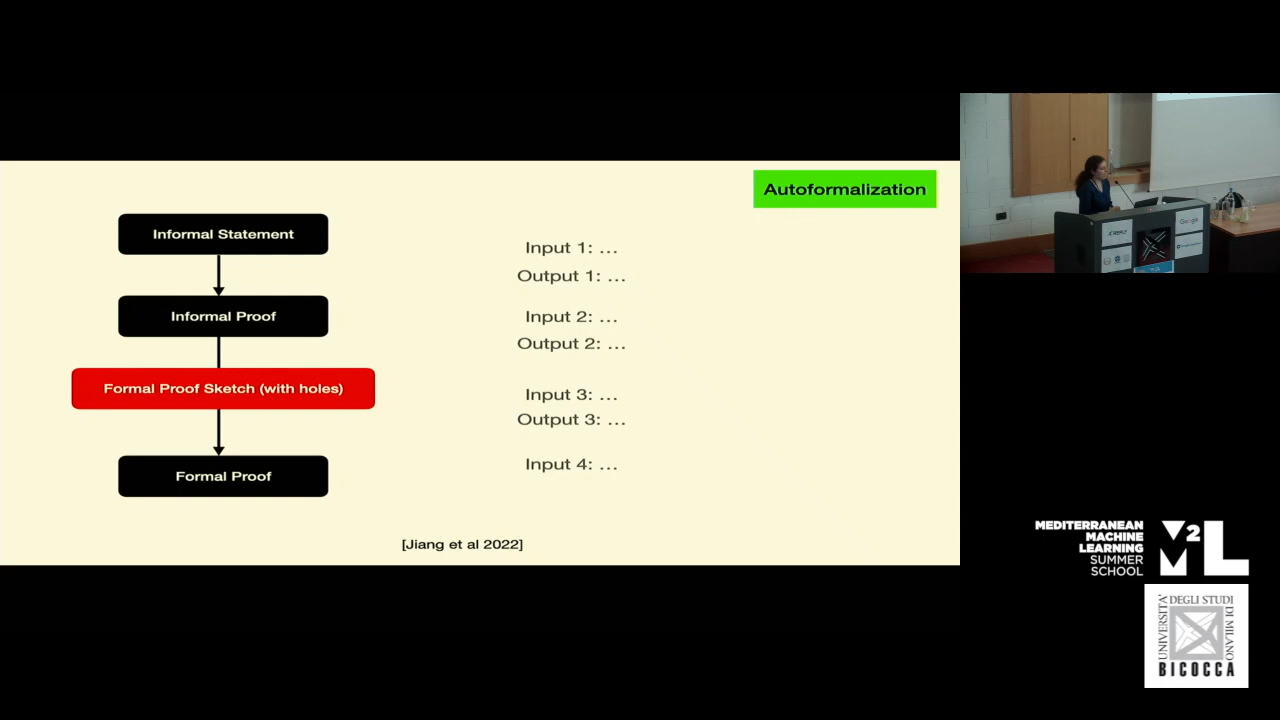 Autoformalization
Informal Statement
Informal Proof
Formal Proof Sketch (with holes)
Formal Proof
Input 1: ...
Output 1: ...
Input 2: ...
Output 2: ...
Input 3: ...
Output 3: ...
Input 4: ...
[Jiang et al 2022]
Google
MEDITERRANEAN
MACHINE
LEARNING
SUMMER
SCHOOL
M2L
UNIVERSITA'
DEGLI STUDI
DI MILANO
BICOCCA